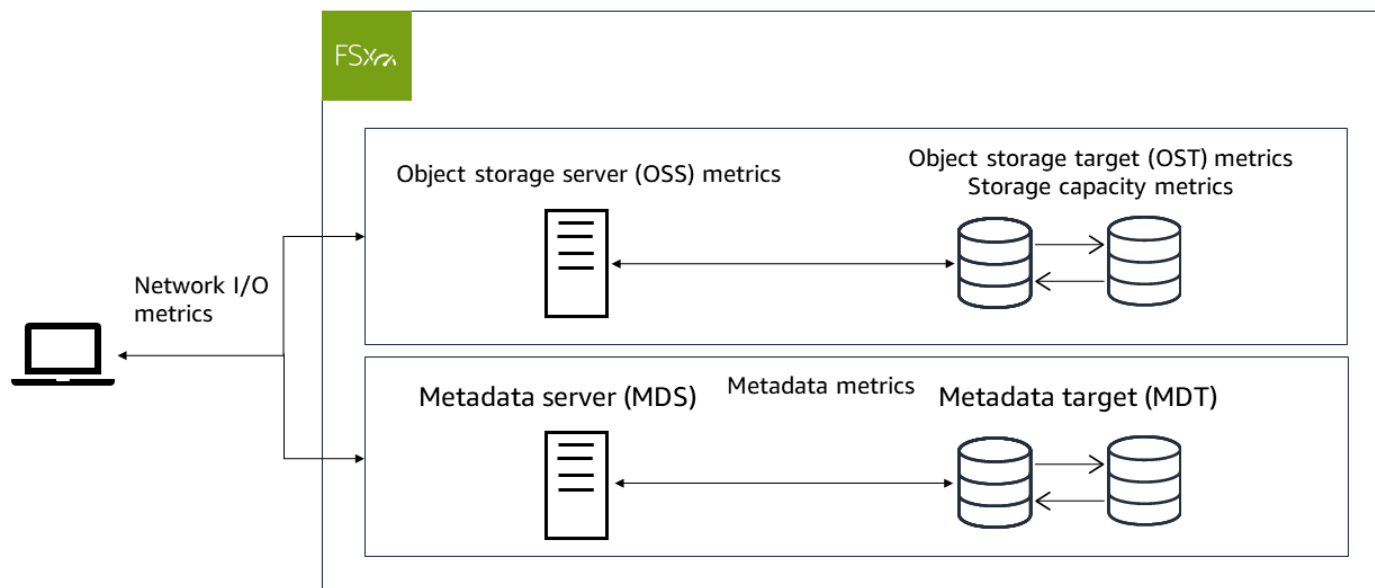 FSx
Object storage server (OSS) metrics
Object storage target (OST) metrics
Storage capacity metrics
Network I/O
metrics
Metadata server (MDS)
Metadata metrics
Metadata target (MDT)